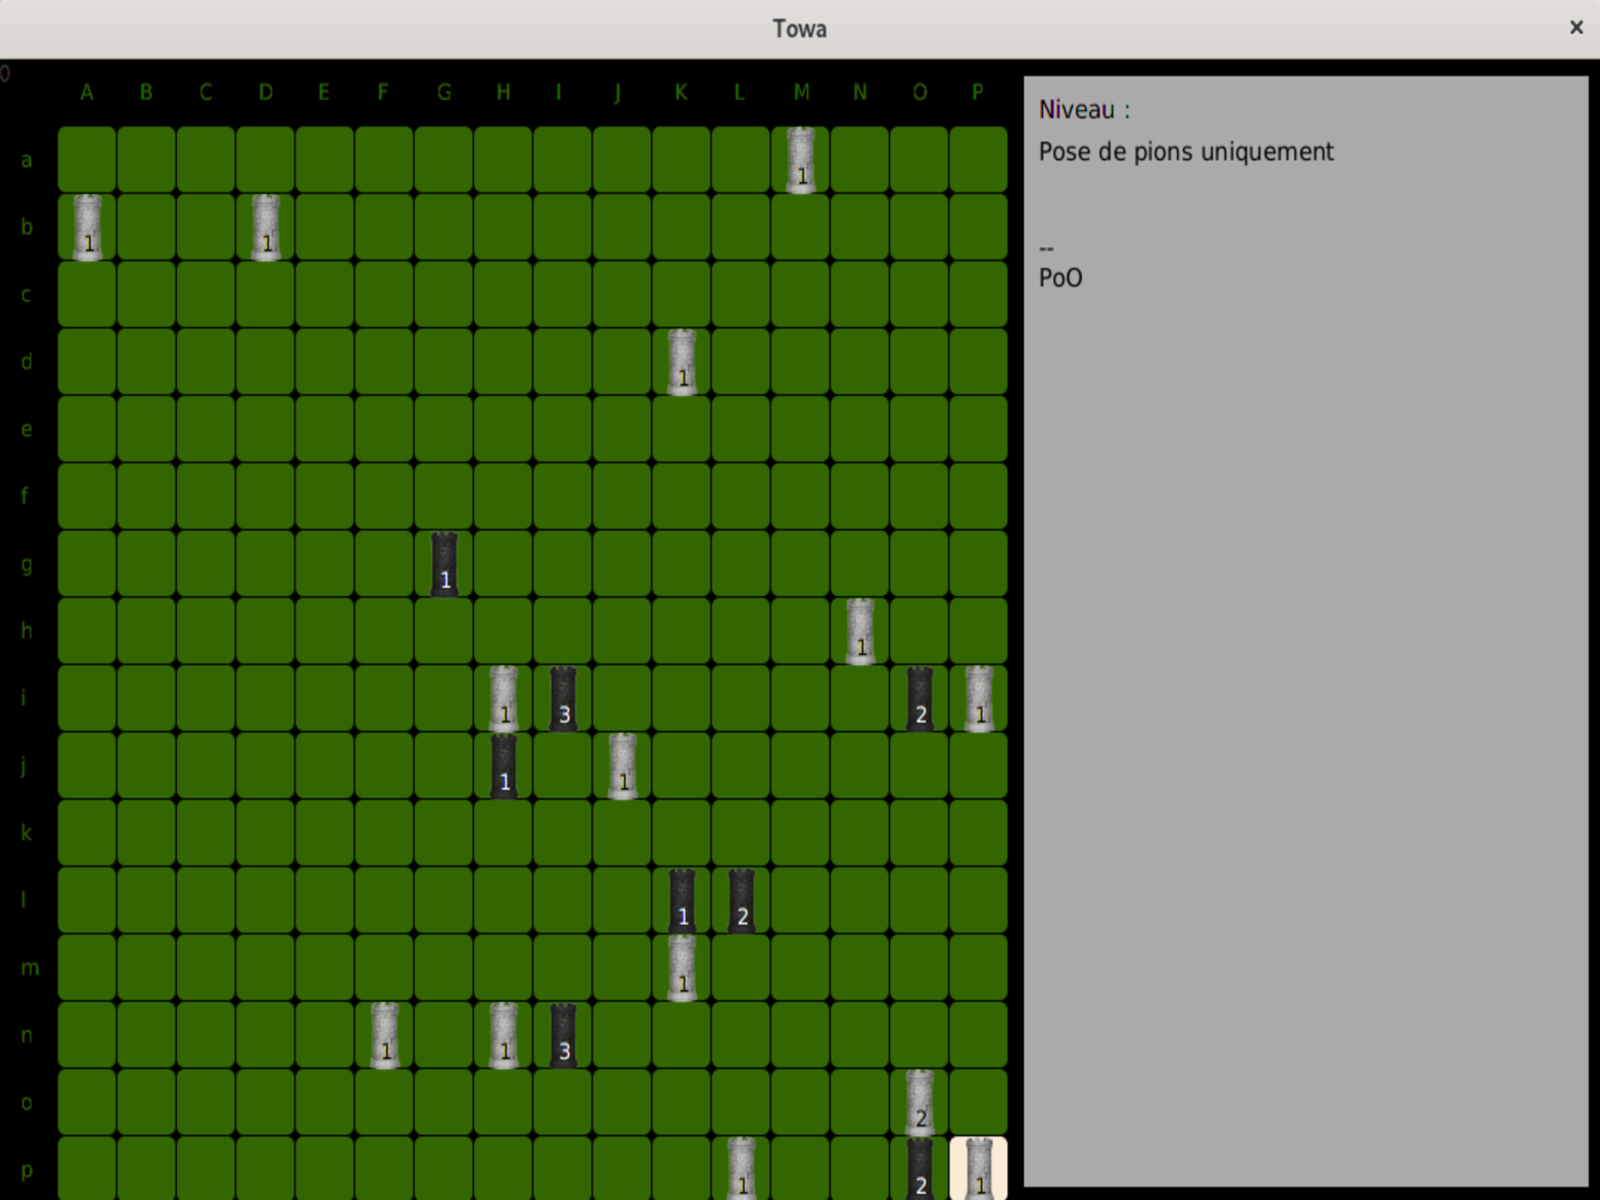 Towa
×
0
A B C D E F G H I J K L M N O P
Niveau :
Pose de pions uniquement
--
PoO
a 1
b 1 1
c
d 1
e
f
g 1
h 1
i 1 3 2 1
j 1 1
k
l 1 2
m 1
n 1 1 3
o 2
p 1 2 1